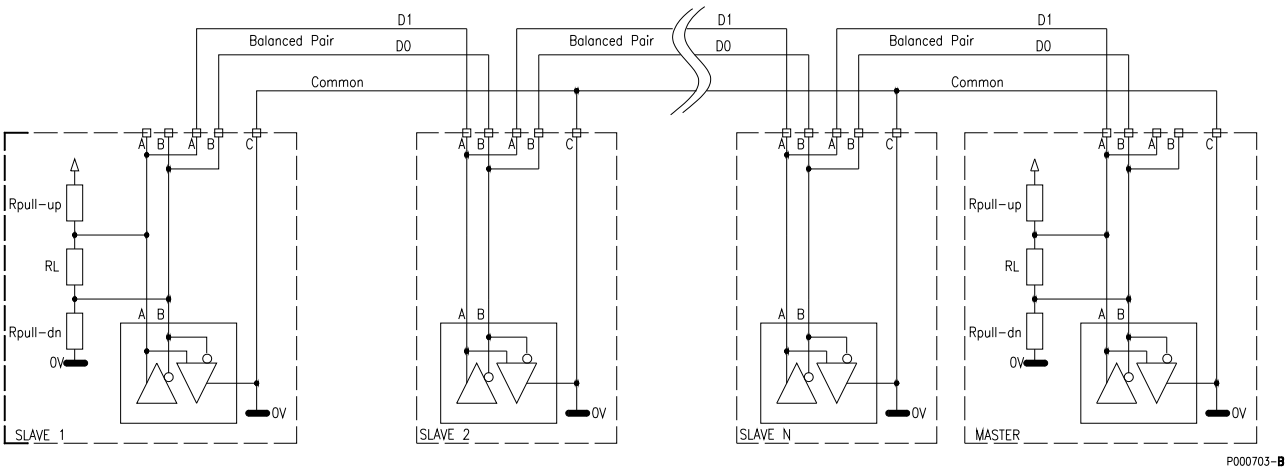 D1 D1 D1
Balanced Pair D0 Balanced Pair D0 Balanced Pair D0
Common Common
A B A B C A B A B C A B A B C A B A B C
Rpull-up Rpull-up
RL RL
A B A B A B A B
Rpull-dn Rpull-dn
0V 0V
0V 0V 0V 0V
SLAVE 1 SLAVE 2 SLAVE N MASTER
P000703-B